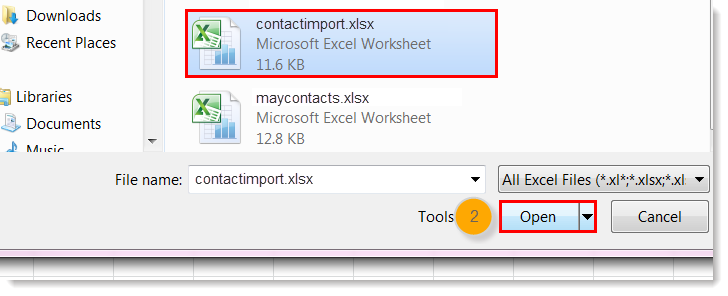 Downloads
Recent Places
Libraries
Documents
Music
contactimport.xlsx
Microsoft Excel Worksheet
11.6 KB
maycontacts.xlsx
Microsoft Excel Worksheet
12.8 KB
File name: contactimport.xlsx All Excel Files (*.xl*;*.xlsx;*.xl
Tools 2 Open Cancel